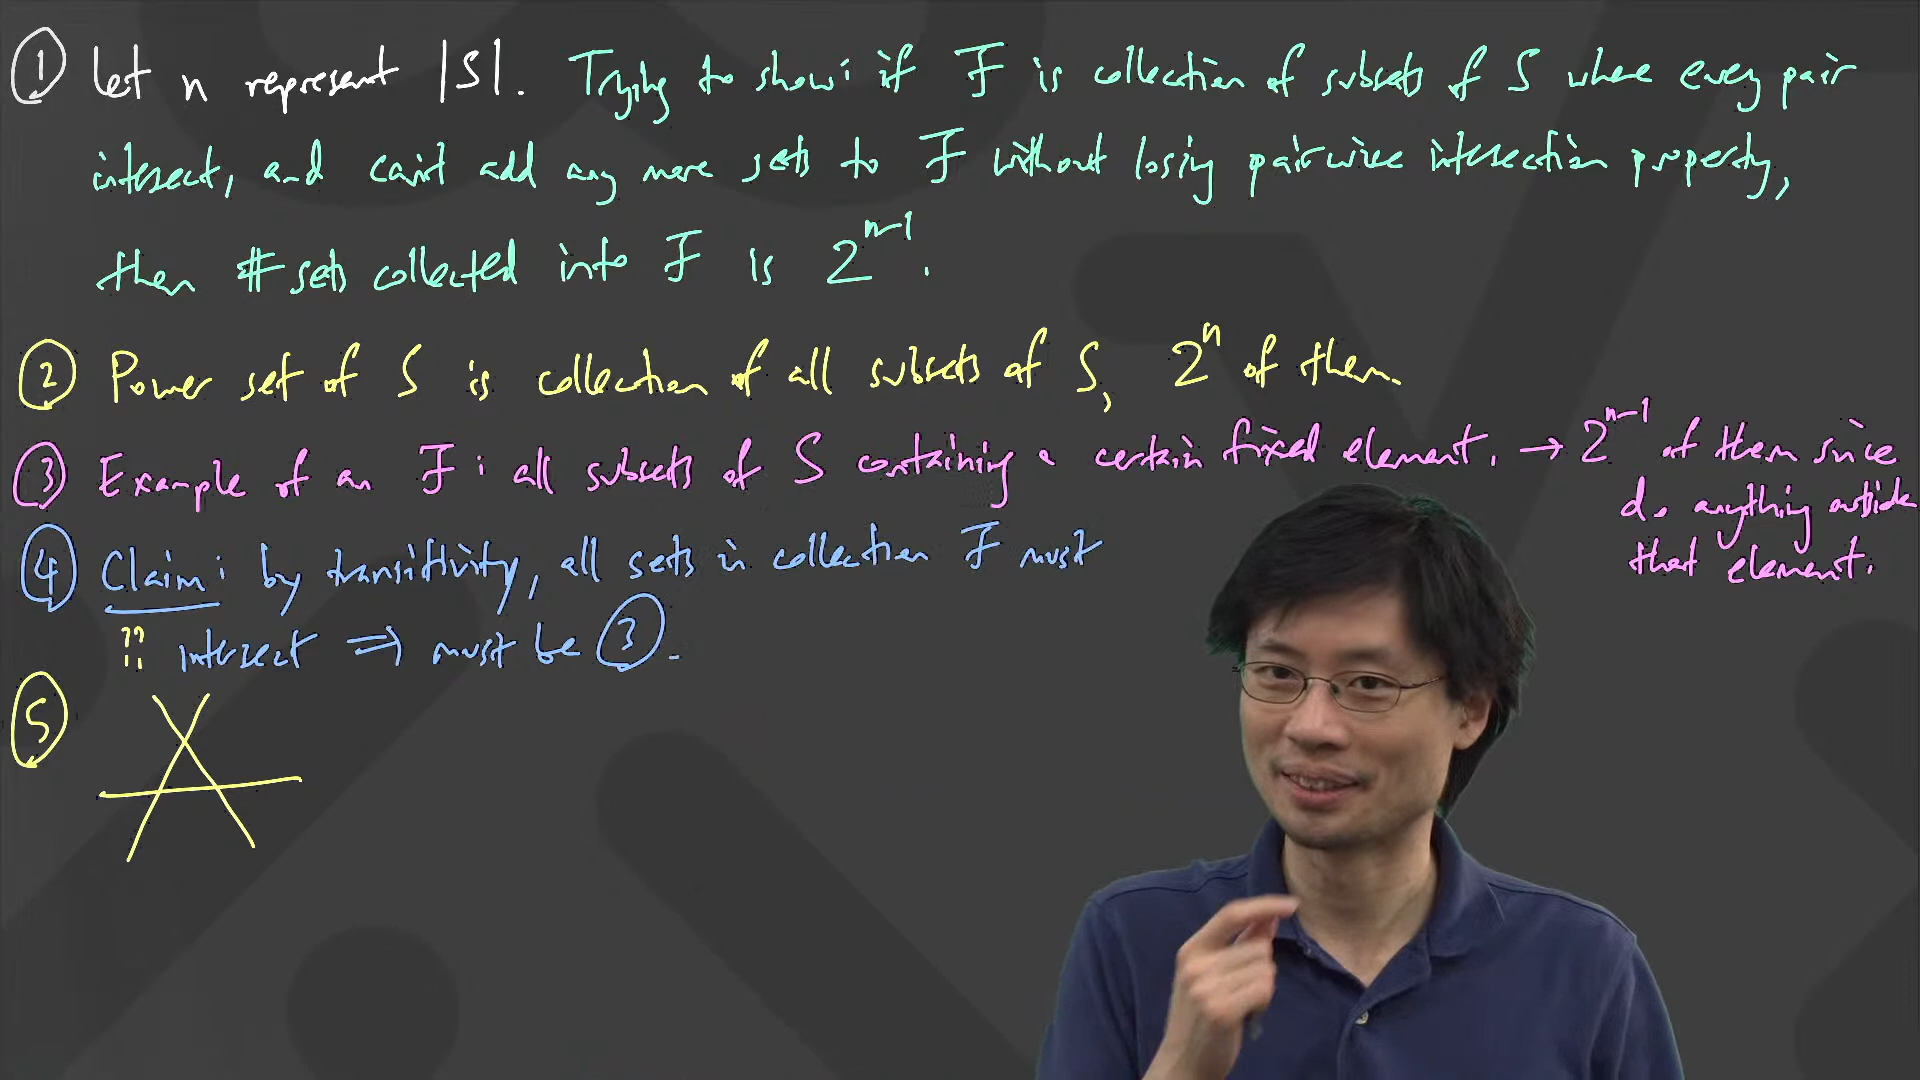 ① Let n represent |S|. Trying to show: if F is collection of subsets of S where every pair
intersect, and can't add any more sets to F without losing pairwise intersection property,
then # sets collected into F is 2^{n-1}.
② Power set of S is collection of all subsets of S, 2^n of them.
③ Example of an F: all subsets of S containing a certain fixed element. → 2^{n-1} of them since
do anything outside
that element.
④ Claim: by transitivity, all sets in collection F must
?? intersect ⇒ must be ③.
⑤